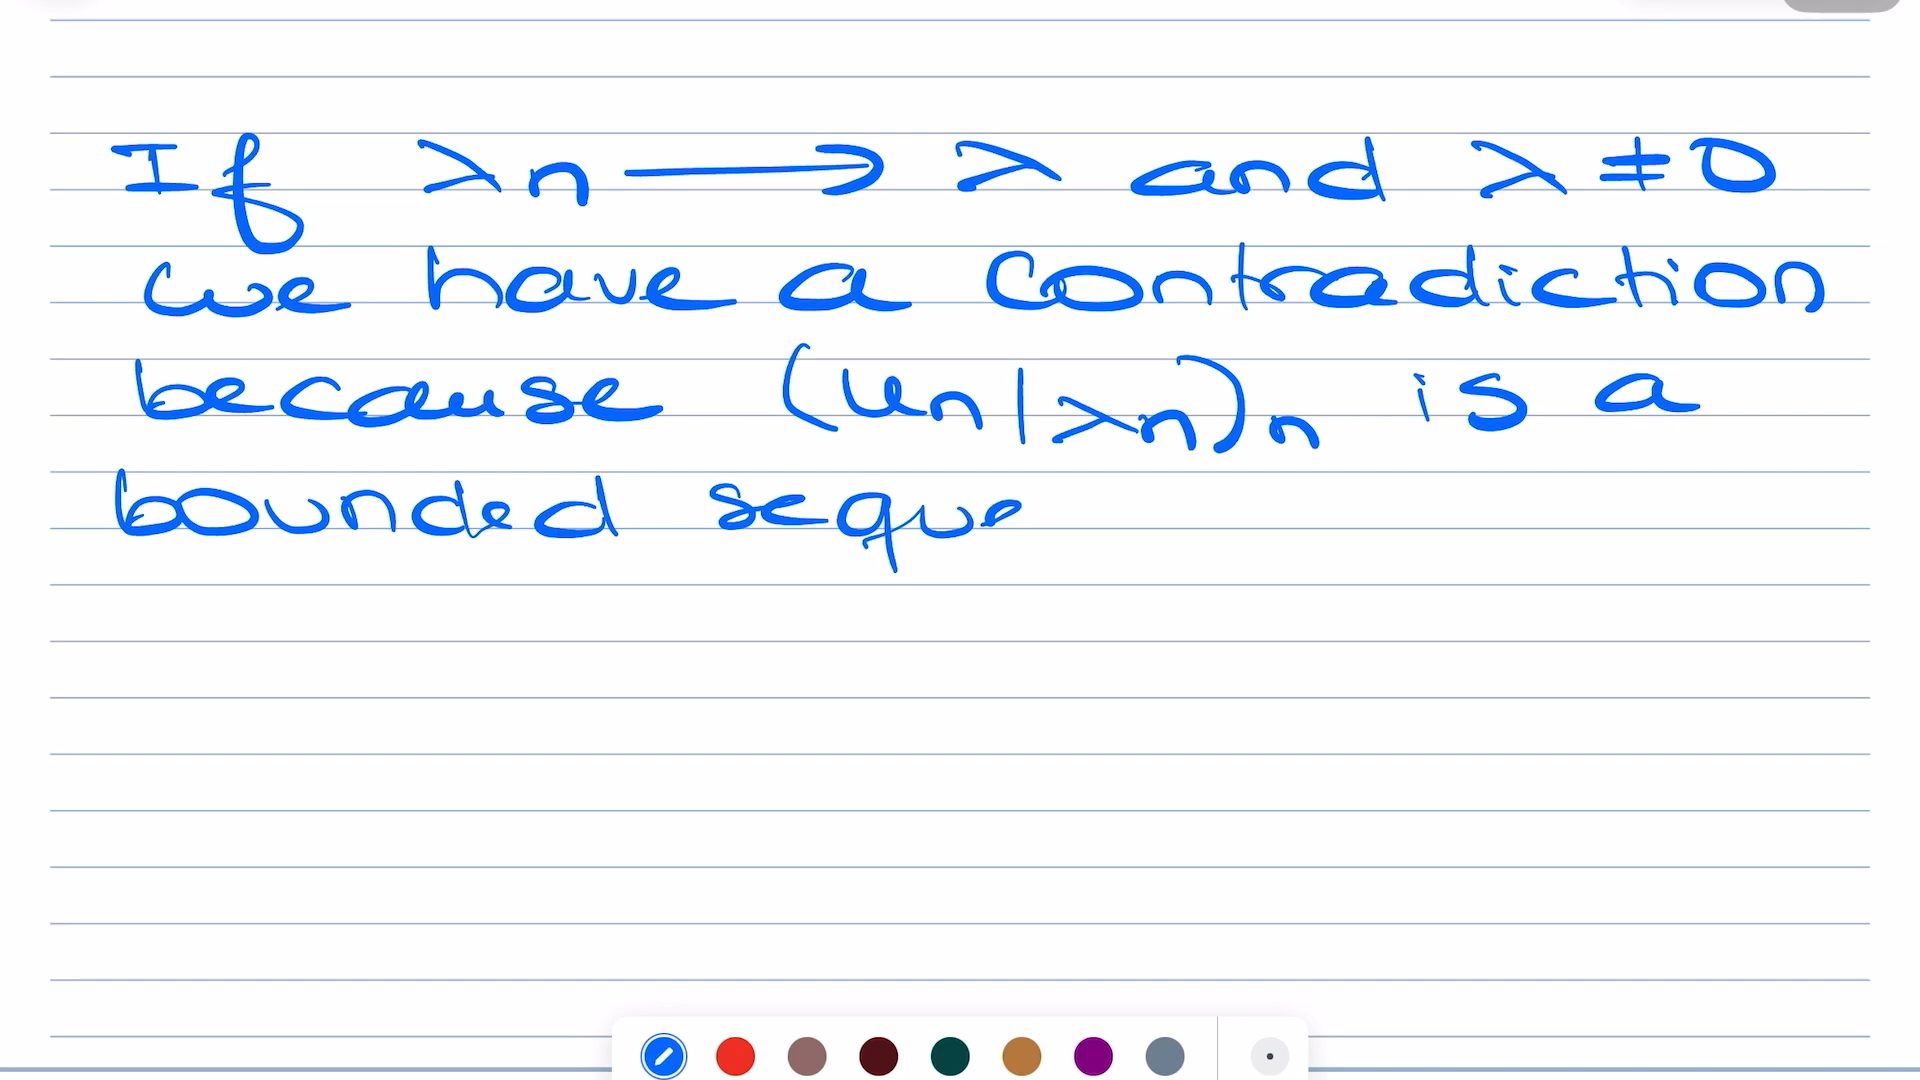 If λn ⟶ λ and λ ≠ 0
we have a contradiction
because (un/λn)n is a
bounded seque